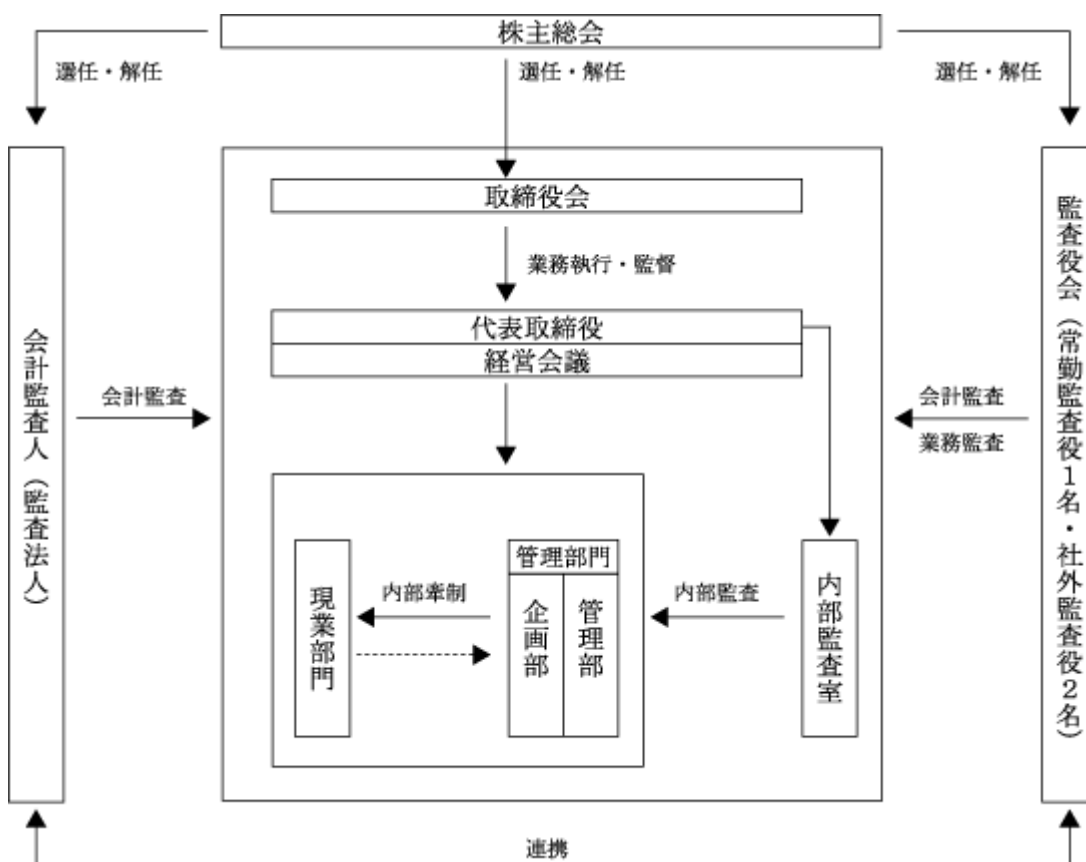 株主総会
選任・解任
選任・解任
選任・解任
取締役会
業務執行・監督
代表取締役
経営会議
会計監査人（監査法人）
会計監査
会計監査
業務監査
監査役会（常勤監査役1名・社外監査役2名）
現業部門
内部牽制
管理部門
企画部
管理部
内部監査
内部監査室
連携